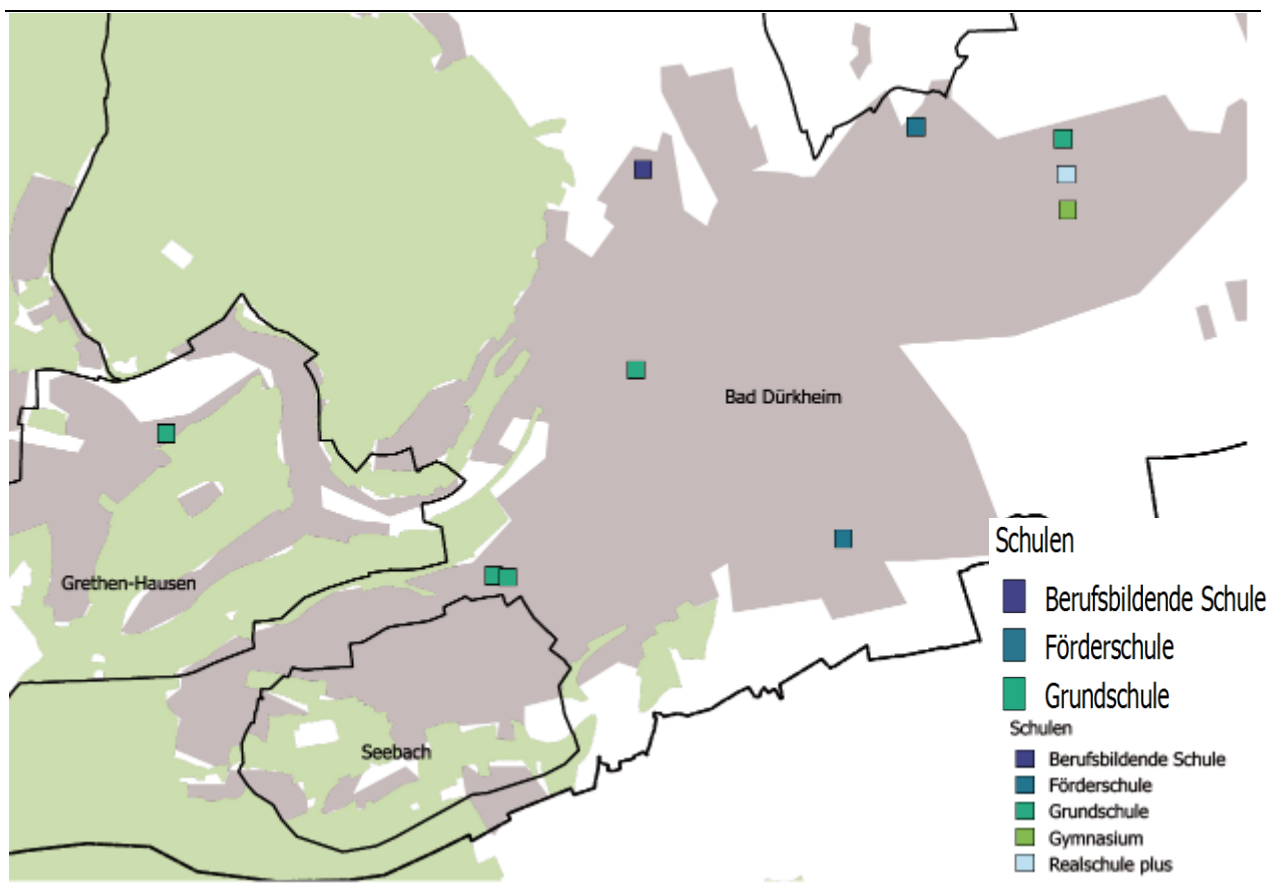 Bad Dürkheim
Grethen-Hausen
Seebach
Schulen
Berufsbildende Schule
Förderschule
Grundschule
Schulen
Berufsbildende Schule
Förderschule
Grundschule
Gymnasium
Realschule plus